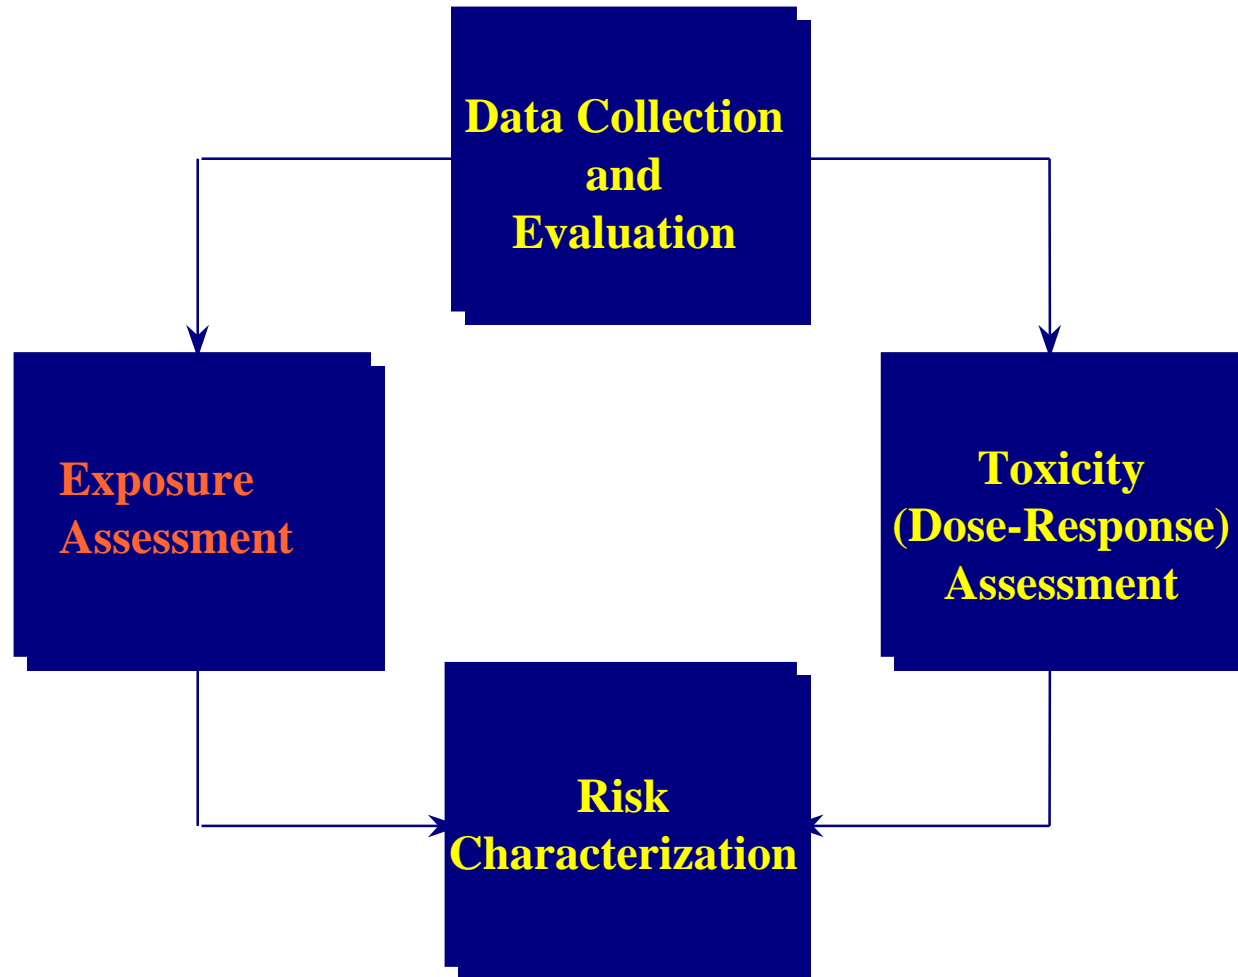 Data Collection
and
Evaluation
Exposure
Assessment
Toxicity
(Dose-Response)
Assessment
Risk
Characterization